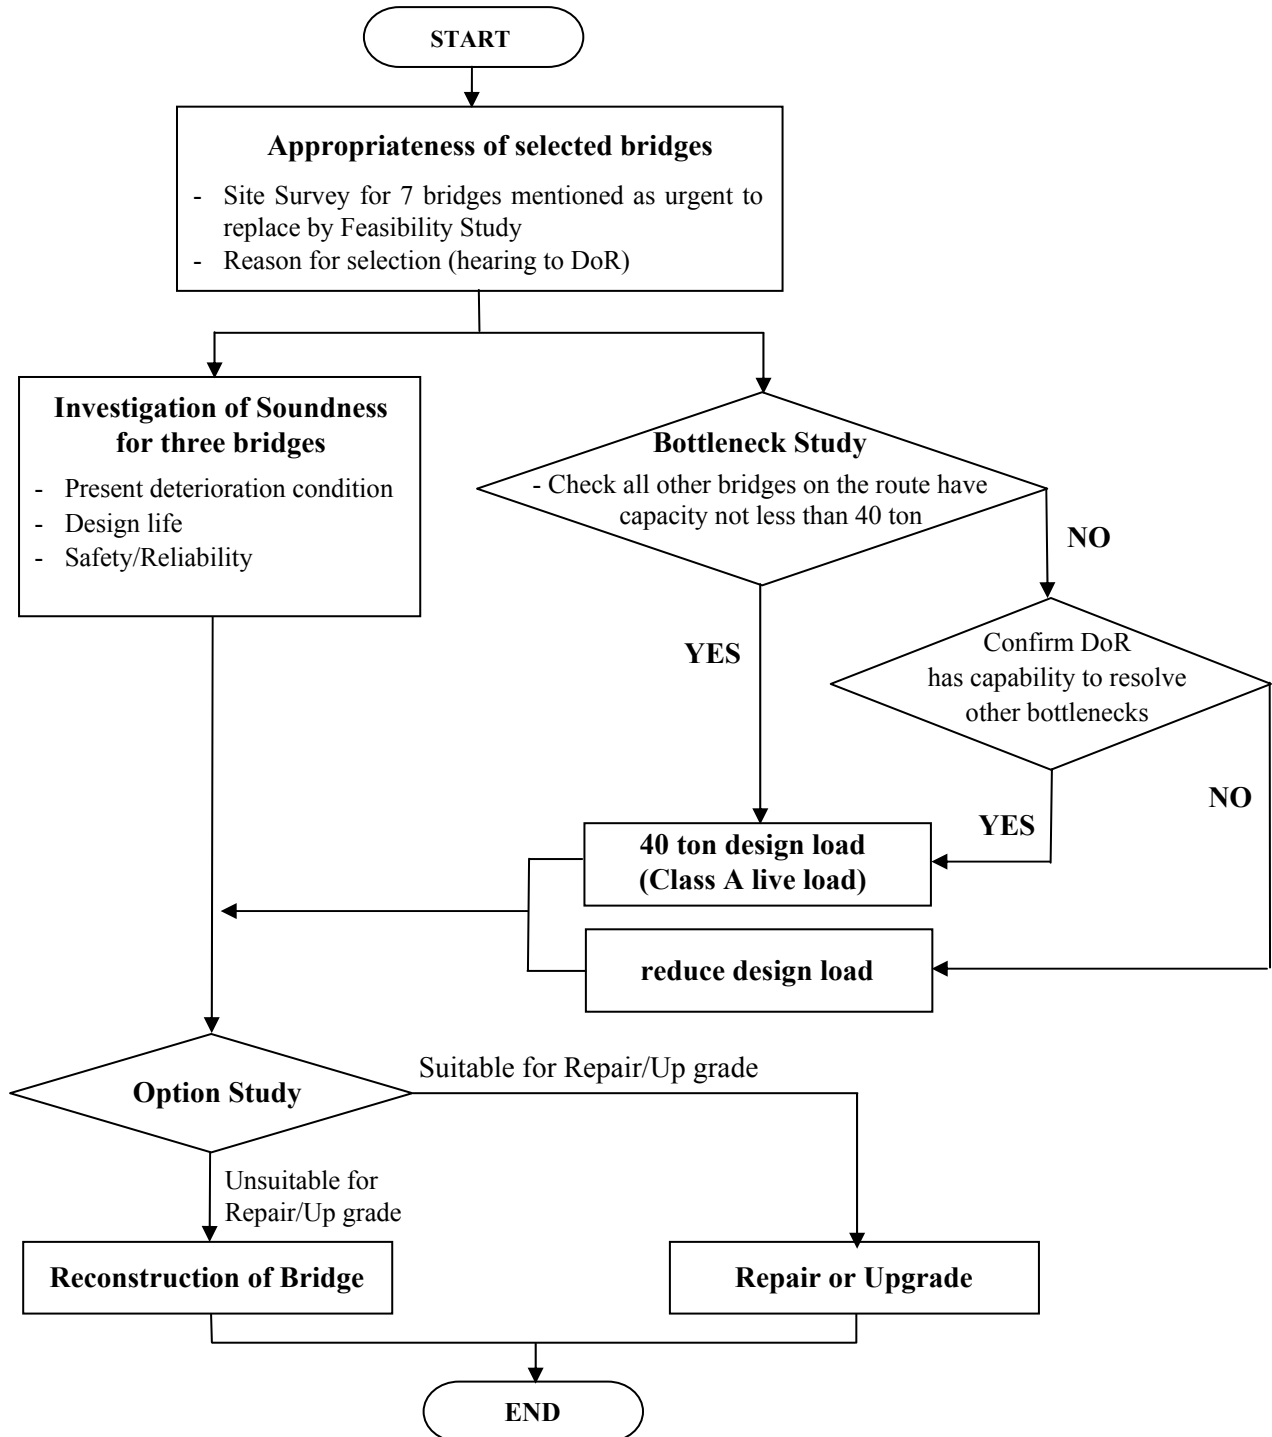 START
Appropriateness of selected bridges
- Site Survey for 7 bridges mentioned as urgent to
replace by Feasibility Study
- Reason for selection (hearing to DoR)
Investigation of Soundness
for three bridges
- Present deterioration condition
- Design life
- Safety/Reliability
Bottleneck Study
- Check all other bridges on the route have
capacity not less than 40 ton
NO
YES
Confirm DoR
has capability to resolve
other bottlenecks
NO
YES
40 ton design load
(Class A live load)
reduce design load
Option Study
Suitable for Repair/Up grade
Unsuitable for
Repair/Up grade
Reconstruction of Bridge
Repair or Upgrade
END